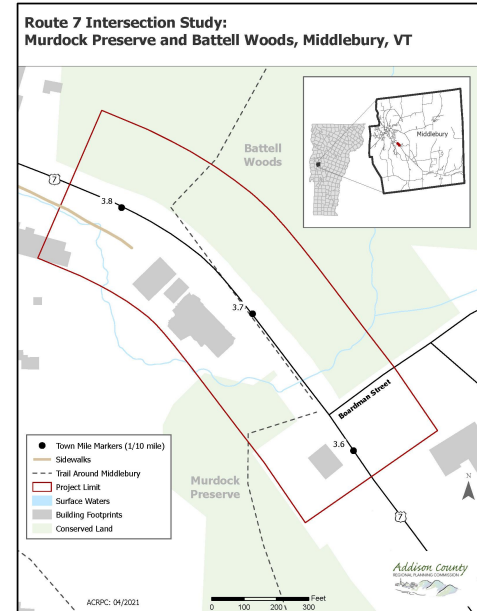 Route 7 Intersection Study:
Murdock Preserve and Battell Woods, Middlebury, VT
Middlebury
Battell
Woods
7
3.8
3.7
Boardman Street
3.6
Murdock
Preserve
7
Town Mile Markers (1/10 mile)
Sidewalks
Trail Around Middlebury
Project Limit
Surface Waters
Building Footprints
Conserved Land
N
Addison County
REGIONAL PLANNING COMMISSION
ACRPC: 04/2021
Feet
0 100 200 300